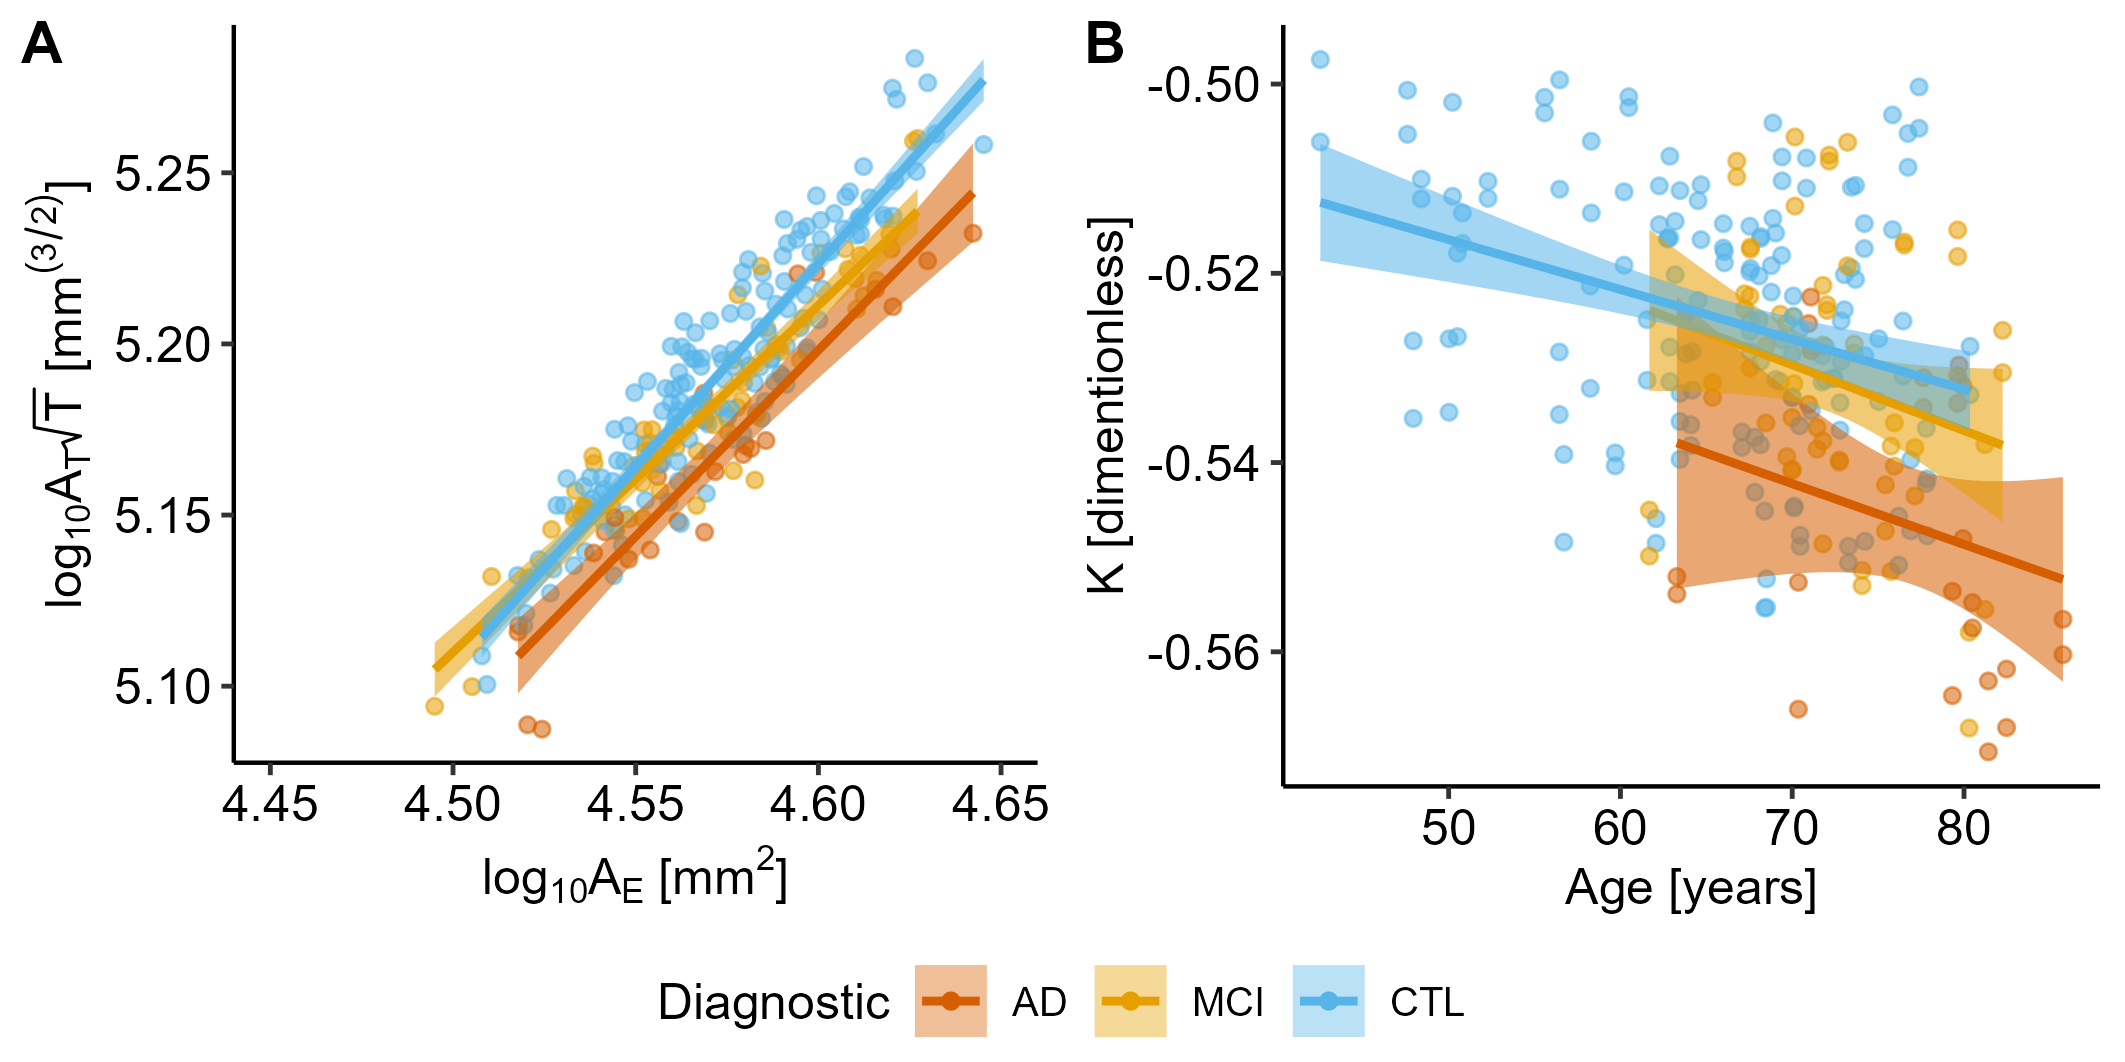 A
log₁₀A_T√T [mm^(3/2)]
5.25
5.20
5.15
5.10
4.45 4.50 4.55 4.60 4.65
log₁₀A_E [mm²]
B
K [dimentionless]
-0.50
-0.52
-0.54
-0.56
50 60 70 80
Age [years]
Diagnostic AD MCI CTL